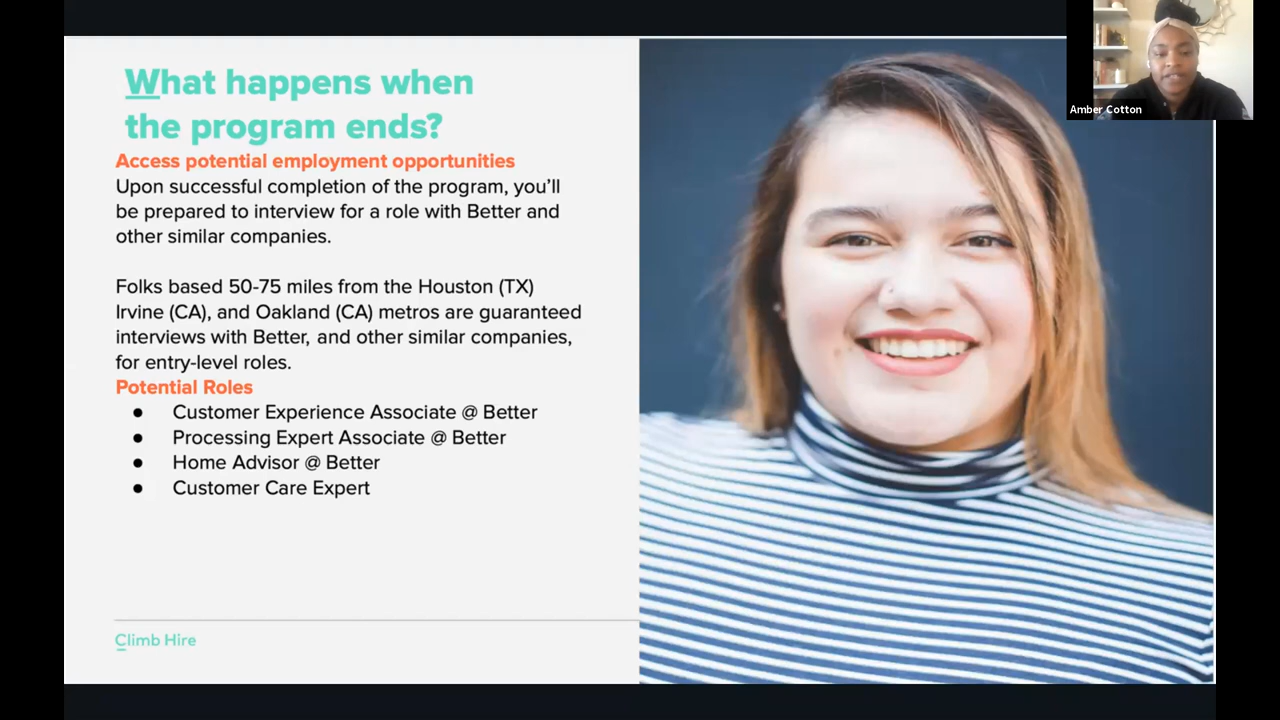 What happens when
the program ends?
Access potential employment opportunities
Upon successful completion of the program, you’ll
be prepared to interview for a role with Better and
other similar companies.
Folks based 50-75 miles from the Houston (TX)
Irvine (CA), and Oakland (CA) metros are guaranteed
interviews with Better, and other similar companies,
for entry-level roles.
Potential Roles
● Customer Experience Associate @ Better
● Processing Expert Associate @ Better
● Home Advisor @ Better
● Customer Care Expert
Climb Hire
Amber Cotton